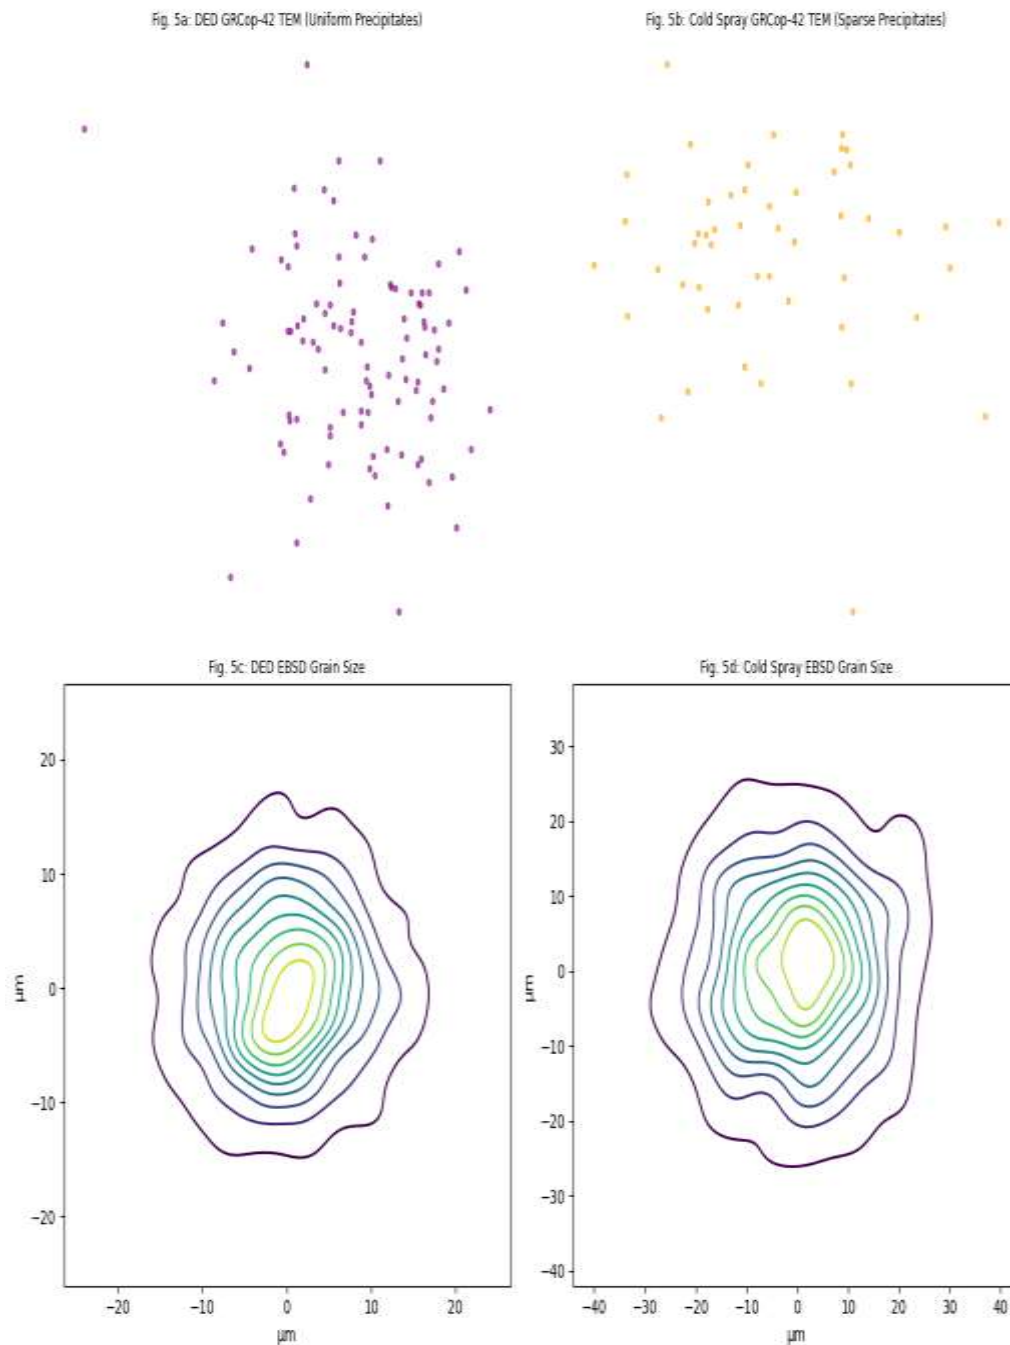 Fig. 5a: DED GRCop-42 TEM (Uniform Precipitates)
Fig. 5b: Cold Spray GRCop-42 TEM (Sparse Precipitates)
Fig. 5c: DED EBSD Grain Size
20
10
0
−10
−20
μm
−20 −10 0 10 20
μm
Fig. 5d: Cold Spray EBSD Grain Size
30
20
10
0
−10
−20
−30
−40
μm
−40 −30 −20 −10 0 10 20 30 40
μm